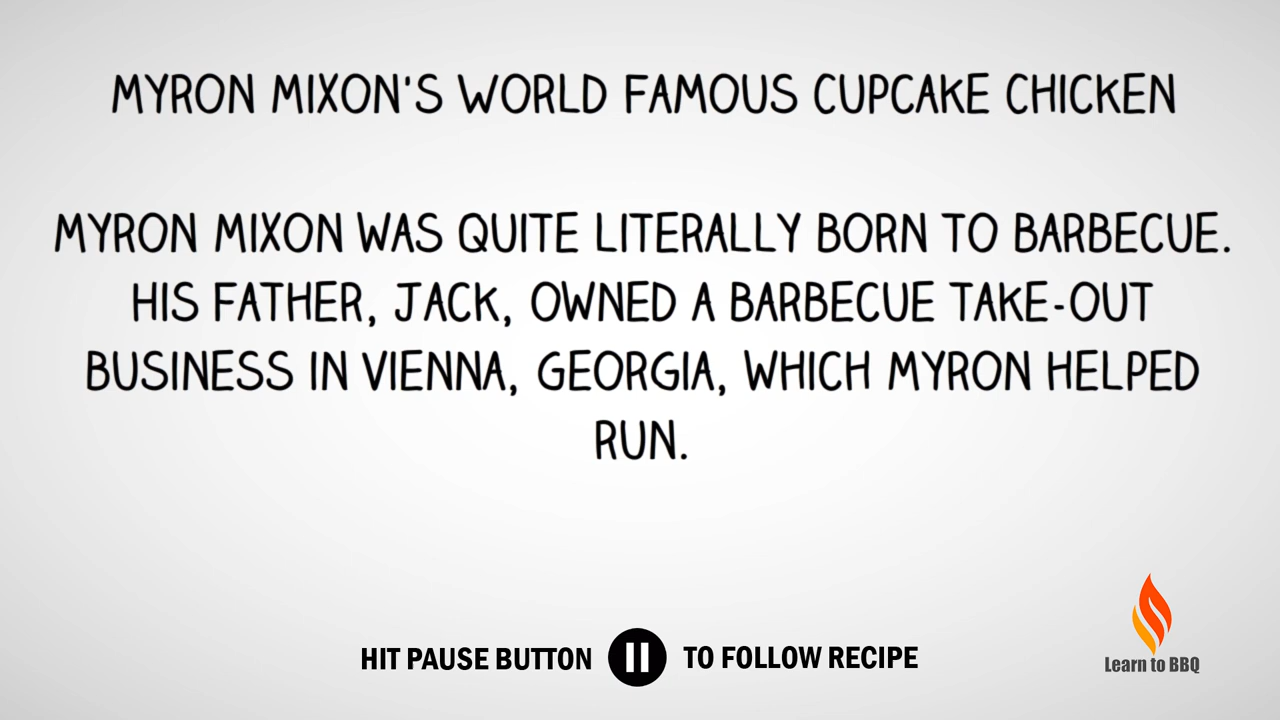 MYRON MIXON'S WORLD FAMOUS CUPCAKE CHICKEN
MYRON MIXON WAS QUITE LITERALLY BORN TO BARBECUE.
HIS FATHER, JACK, OWNED A BARBECUE TAKE-OUT
BUSINESS IN VIENNA, GEORGIA, WHICH MYRON HELPED
RUN.
HIT PAUSE BUTTON TO FOLLOW RECIPE
Learn to BBQ